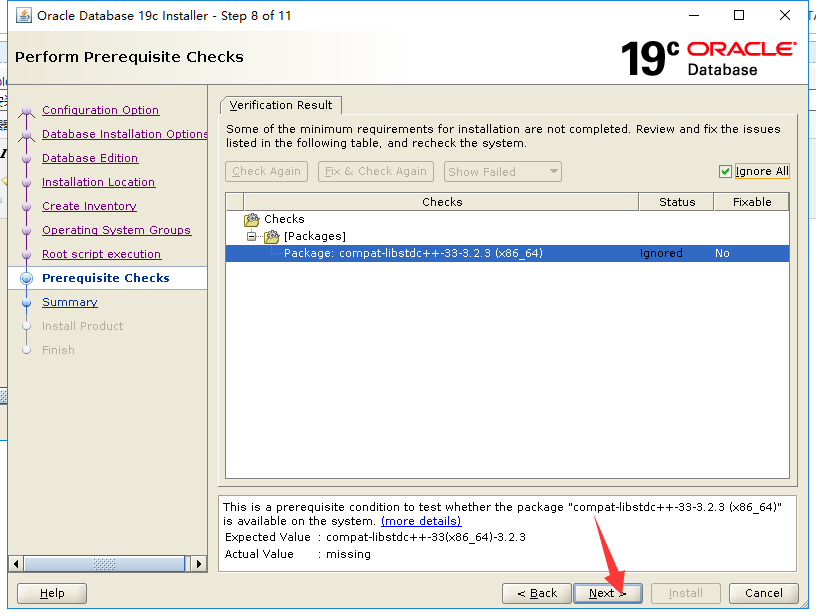 Oracle Database 19c Installer - Step 8 of 11
Perform Prerequisite Checks
19c ORACLE
Database
Configuration Option
Database Installation Options
Database Edition
Installation Location
Create Inventory
Operating System Groups
Root script execution
Prerequisite Checks
Summary
Install Product
Finish
Verification Result
Some of the minimum requirements for installation are not completed. Review and fix the issues
listed in the following table, and recheck the system.
Check Again Fix & Check Again Show Failed Ignore All
Checks Status Fixable
Checks
[Packages]
Package: compat-libstdc++-33-3.2.3 (x86_64) Ignored No
This is a prerequisite condition to test whether the package "compat-libstdc++-33-3.2.3 (x86_64)"
is available on the system. (more details)
Expected Value : compat-libstdc++-33(x86_64)-3.2.3
Actual Value : missing
Help < Back Next > Install Cancel